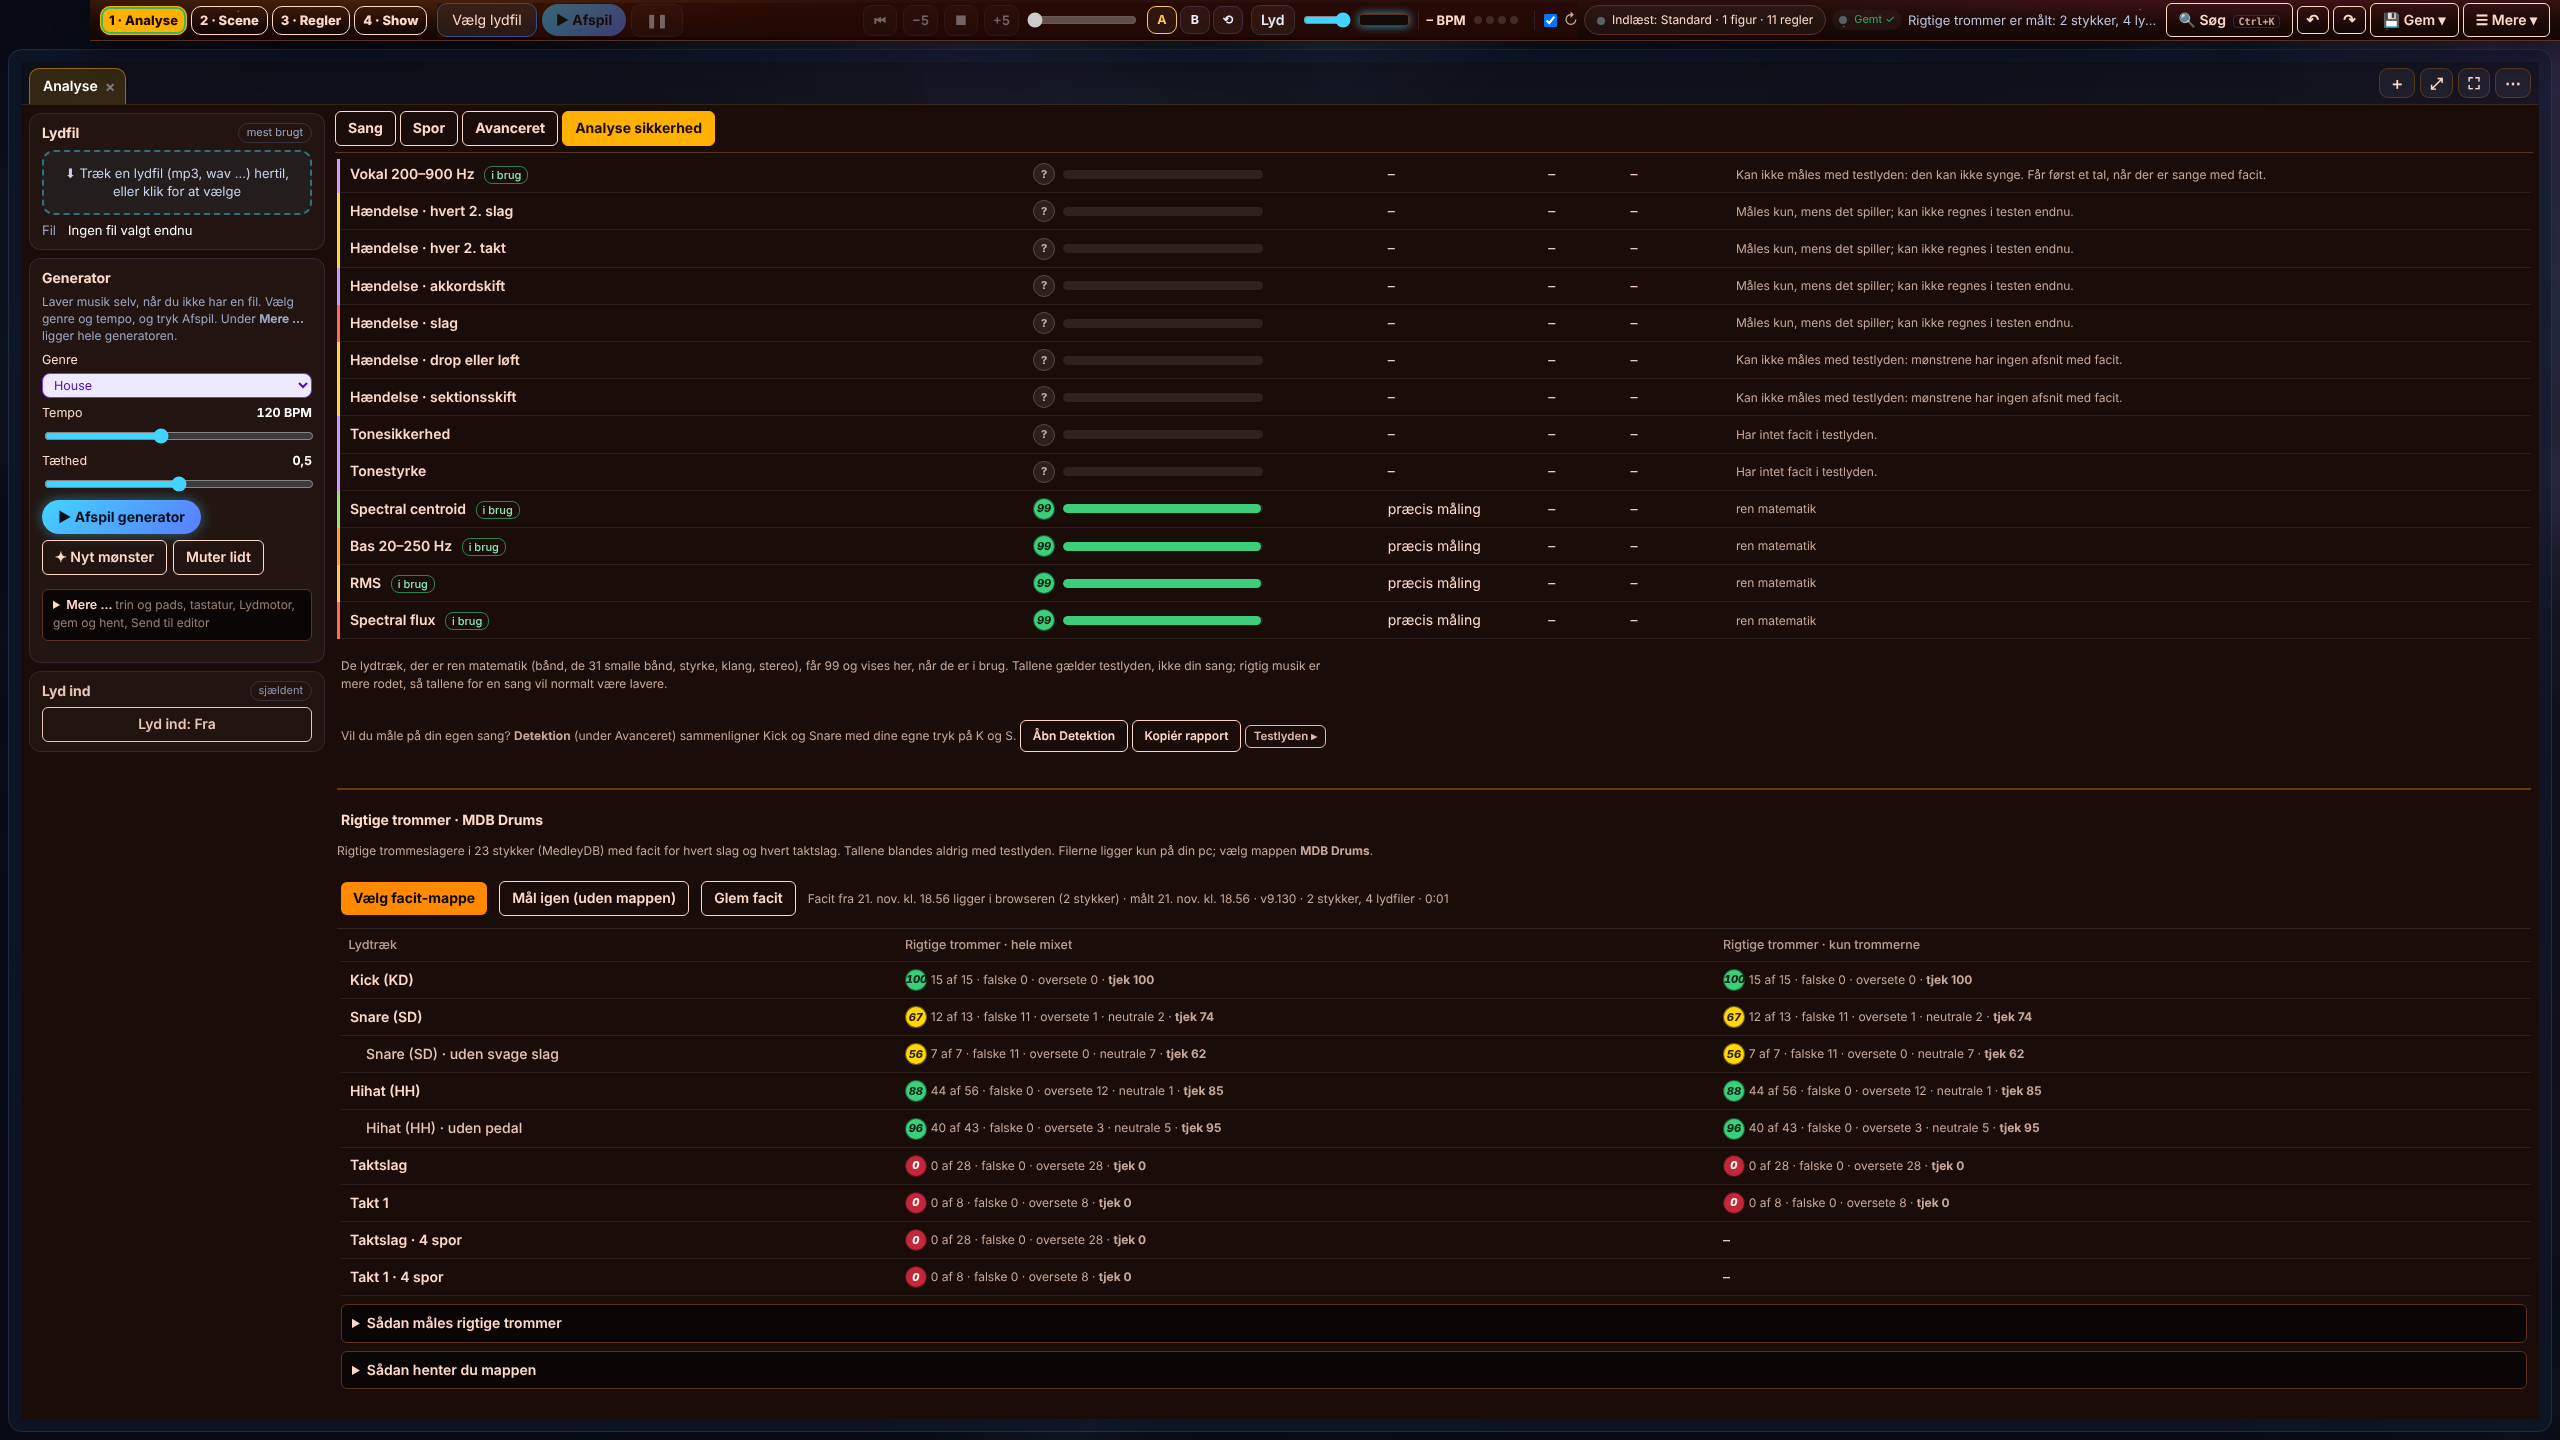 1 · Analyse 2 · Scene 3 · Regler 4 · Show Vælg lydfil ▶ Afspil ❚❚ ⏮ −5 ■ +5 A B ⟲ Lyd – BPM ↻ Indlæst: Standard · 1 figur · 11 regler Gemt ✓ Rigtige trommer er målt: 2 stykker, 4 ly… 🔍 Søg Ctrl+K ↶ ↷ 💾 Gem ▾ ☰ Mere ▾
Analyse × + ⤢ ⛶ ⋯
Lydfil mest brugt
⬇ Træk en lydfil (mp3, wav …) hertil,
eller klik for at vælge
Fil Ingen fil valgt endnu
Generator
Laver musik selv, når du ikke har en fil. Vælg
genre og tempo, og tryk Afspil. Under Mere …
ligger hele generatoren.
Genre
House
Tempo 120 BPM
Tæthed 0,5
▶ Afspil generator
✦ Nyt mønster Muter lidt
▶ Mere … trin og pads, tastatur, Lydmotor,
gem og hent, Send til editor
Lyd ind sjældent
Lyd ind: Fra
Sang Spor Avanceret Analyse sikkerhed
Vokal 200–900 Hz i brug ? – – – Kan ikke måles med testlyden: den kan ikke synge. Får først et tal, når der er sange med facit.
Hændelse · hvert 2. slag ? – – – Måles kun, mens det spiller; kan ikke regnes i testen endnu.
Hændelse · hver 2. takt ? – – – Måles kun, mens det spiller; kan ikke regnes i testen endnu.
Hændelse · akkordskift ? – – – Måles kun, mens det spiller; kan ikke regnes i testen endnu.
Hændelse · slag ? – – – Måles kun, mens det spiller; kan ikke regnes i testen endnu.
Hændelse · drop eller løft ? – – – Kan ikke måles med testlyden: mønstrene har ingen afsnit med facit.
Hændelse · sektionsskift ? – – – Kan ikke måles med testlyden: mønstrene har ingen afsnit med facit.
Tonesikkerhed ? – – – Har intet facit i testlyden.
Tonestyrke ? – – – Har intet facit i testlyden.
Spectral centroid i brug 99 præcis måling – – ren matematik
Bas 20–250 Hz i brug 99 præcis måling – – ren matematik
RMS i brug 99 præcis måling – – ren matematik
Spectral flux i brug 99 præcis måling – – ren matematik
De lydtræk, der er ren matematik (bånd, de 31 smalle bånd, styrke, klang, stereo), får 99 og vises her, når de er i brug. Tallene gælder testlyden, ikke din sang; rigtig musik er
mere rodet, så tallene for en sang vil normalt være lavere.
Vil du måle på din egen sang? Detektion (under Avanceret) sammenligner Kick og Snare med dine egne tryk på K og S. Åbn Detektion Kopiér rapport Testlyden ▸
Rigtige trommer · MDB Drums
Rigtige trommeslagere i 23 stykker (MedleyDB) med facit for hvert slag og hvert taktslag. Tallene blandes aldrig med testlyden. Filerne ligger kun på din pc; vælg mappen MDB Drums.
Vælg facit-mappe Mål igen (uden mappen) Glem facit Facit fra 21. nov. kl. 18.56 ligger i browseren (2 stykker) · målt 21. nov. kl. 18.56 · v9.130 · 2 stykker, 4 lydfiler · 0:01
Lydtræk Rigtige trommer · hele mixet Rigtige trommer · kun trommerne
Kick (KD) 100 15 af 15 · falske 0 · oversete 0 · tjek 100 100 15 af 15 · falske 0 · oversete 0 · tjek 100
Snare (SD) 67 12 af 13 · falske 11 · oversete 1 · neutrale 2 · tjek 74 67 12 af 13 · falske 11 · oversete 1 · neutrale 2 · tjek 74
Snare (SD) · uden svage slag 56 7 af 7 · falske 11 · oversete 0 · neutrale 7 · tjek 62 56 7 af 7 · falske 11 · oversete 0 · neutrale 7 · tjek 62
Hihat (HH) 88 44 af 56 · falske 0 · oversete 12 · neutrale 1 · tjek 85 88 44 af 56 · falske 0 · oversete 12 · neutrale 1 · tjek 85
Hihat (HH) · uden pedal 96 40 af 43 · falske 0 · oversete 3 · neutrale 5 · tjek 95 96 40 af 43 · falske 0 · oversete 3 · neutrale 5 · tjek 95
Taktslag 0 0 af 28 · falske 0 · oversete 28 · tjek 0 0 0 af 28 · falske 0 · oversete 28 · tjek 0
Takt 1 0 0 af 8 · falske 0 · oversete 8 · tjek 0 0 0 af 8 · falske 0 · oversete 8 · tjek 0
Taktslag · 4 spor 0 0 af 28 · falske 0 · oversete 28 · tjek 0 –
Takt 1 · 4 spor 0 0 af 8 · falske 0 · oversete 8 · tjek 0 –
▶ Sådan måles rigtige trommer
▶ Sådan henter du mappen